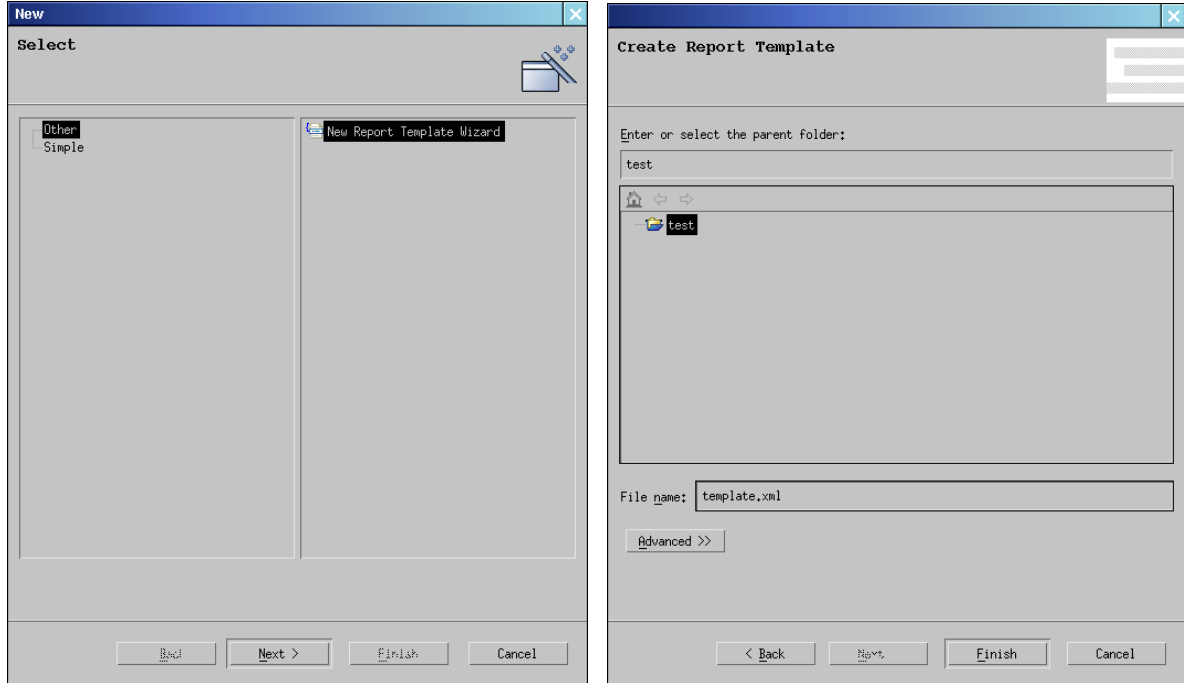 New
Select
Other
Simple
New Report Template Wizard
Back
Next >
Finish
Cancel
Create Report Template
Enter or select the parent folder:
test
test
File name: template.xml
Advanced >>
< Back
Next
Finish
Cancel